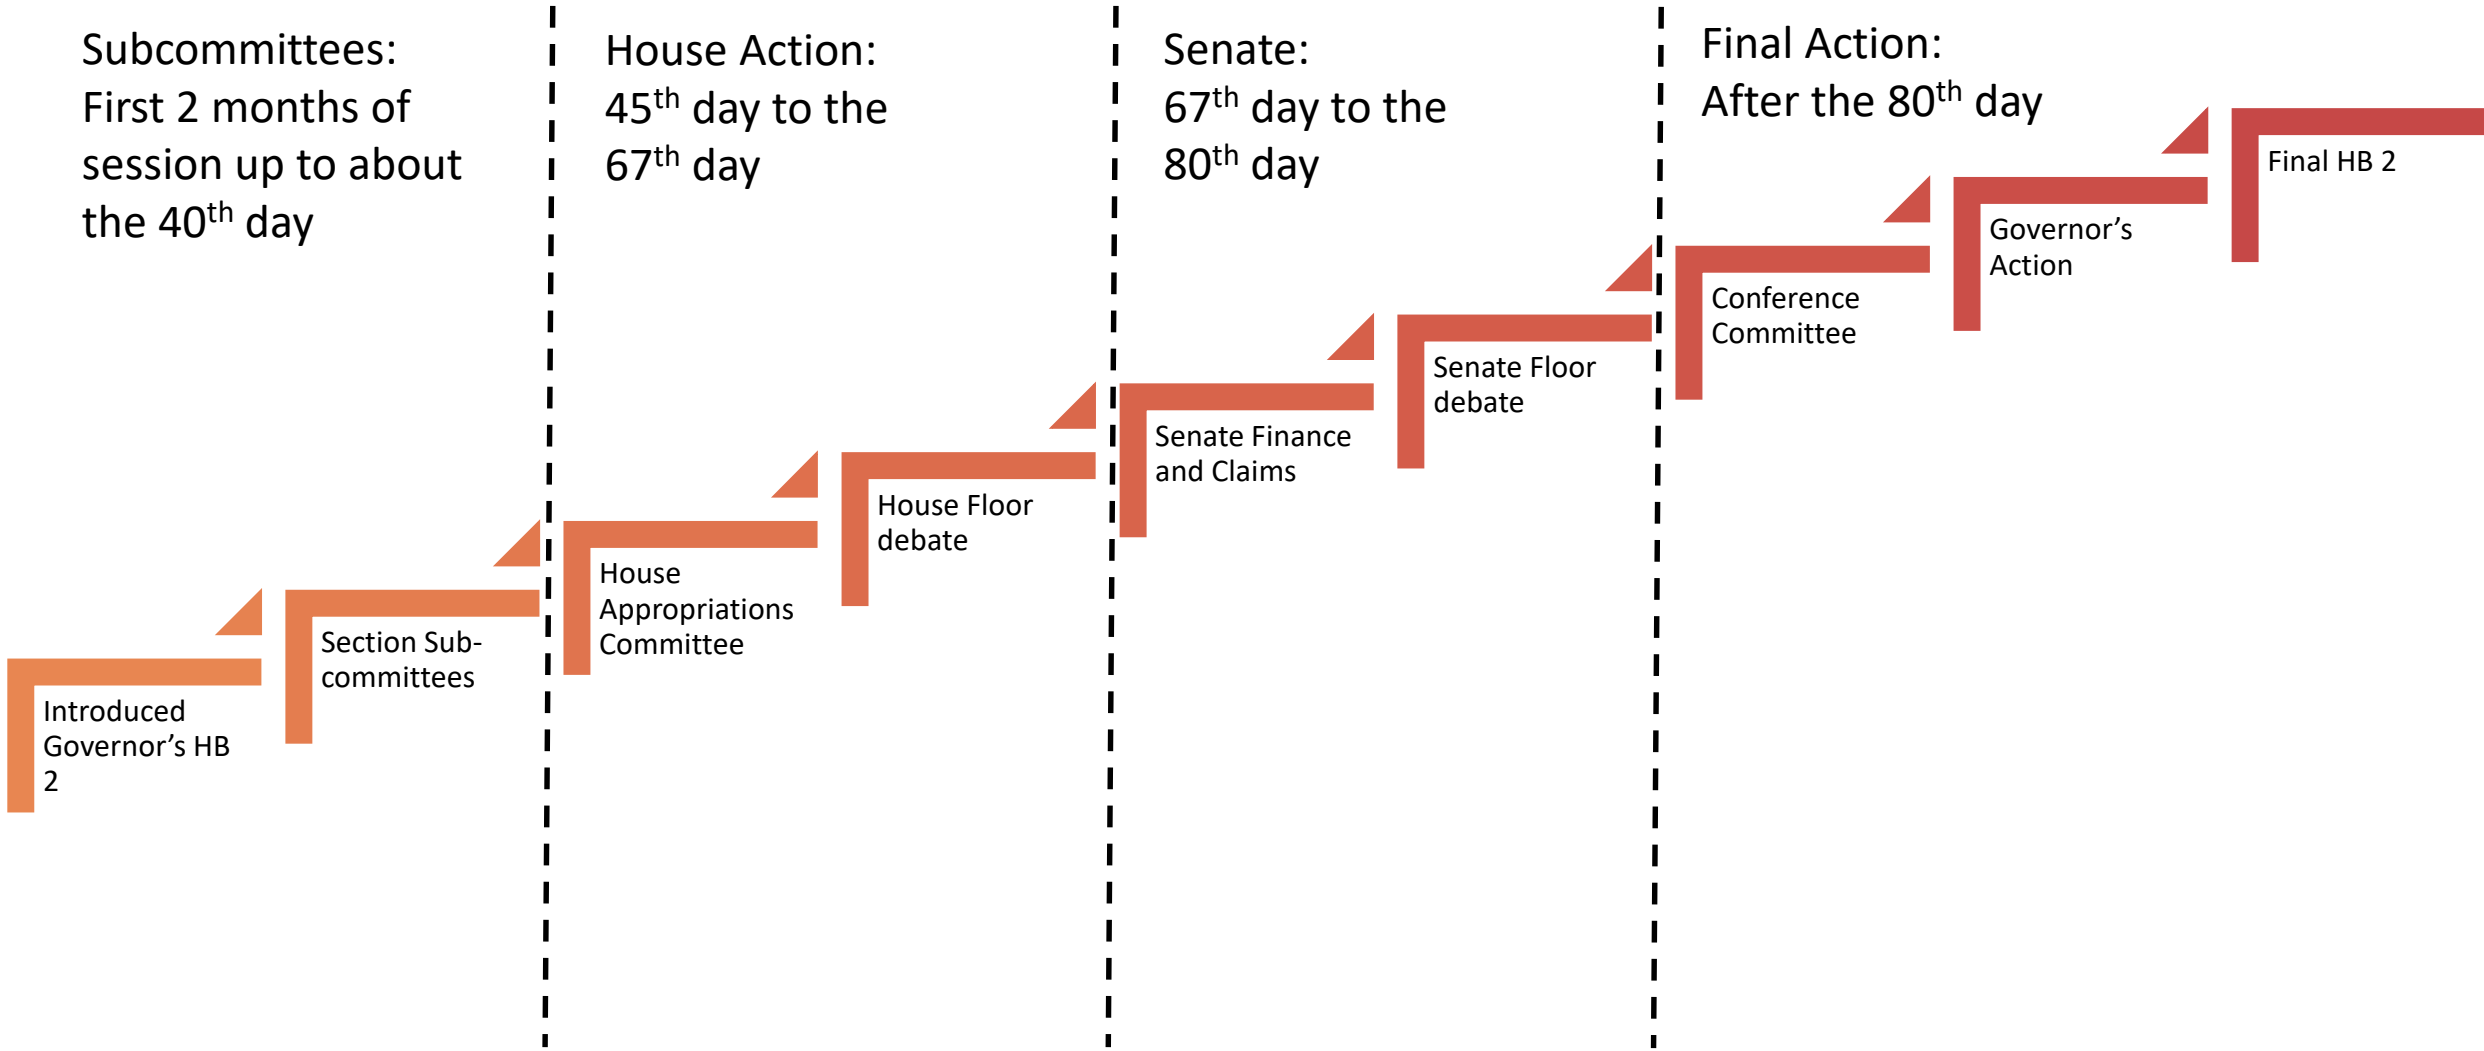 Subcommittees:
First 2 months of
session up to about
the 40th day
House Action:
45th day to the
67th day
Senate:
67th day to the
80th day
Final Action:
After the 80th day
Introduced
Governor’s HB
2
Section Sub-
committees
House
Appropriations
Committee
House Floor
debate
Senate Finance
and Claims
Senate Floor
debate
Conference
Committee
Governor’s
Action
Final HB 2